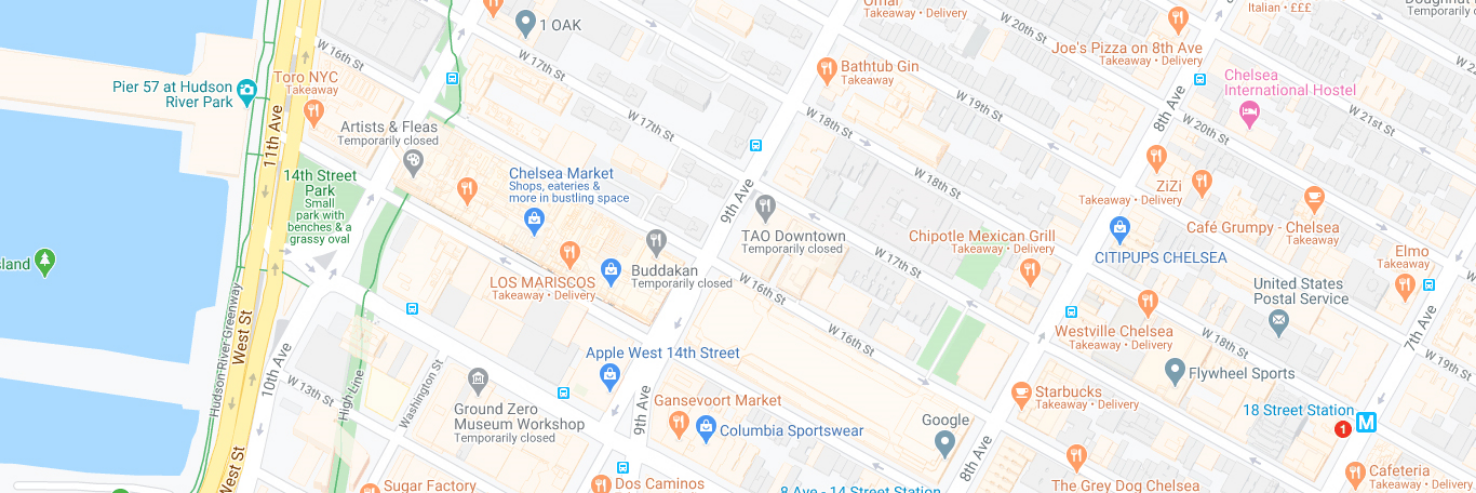 Omar
Takeaway • Delivery
Italian • £££
Temporarily
1 OAK
W 20th St
Joe's Pizza on 8th Ave
Takeaway • Delivery
W 16th St
W 17th St
Bathtub Gin
Takeaway
Toro NYC
Takeaway
Pier 57 at Hudson
River Park
Chelsea
International Hostel
W 19th St
8th Ave
W 21st St
W 18th St
W 17th St
W 20th St
11th Ave
Artists & Fleas
Temporarily closed
14th Street
Park
Small
park with
benches & a
grassy oval
Chelsea Market
Shops, eateries &
more in bustling space
9th Ave
W 18th St
ZiZi
Takeaway • Delivery
TAO Downtown
Temporarily closed
Chipotle Mexican Grill
Takeaway • Delivery
Café Grumpy - Chelsea
Takeaway
CITIPUPS CHELSEA
Elmo
Takeaway
sland
W 17th St
LOS MARISCOS
Takeaway • Delivery
Buddakan
Temporarily closed
W 16th St
United States
Postal Service
Hudson River Greenway
West St
Westville Chelsea
Takeaway • Delivery
W 16th St
W 18th St
7th Ave
W 19th St
10th Ave
Apple West 14th Street
Flywheel Sports
W 13th St
High Line
Washington St
9th Ave
Gansevoort Market
Starbucks
Takeaway • Delivery
Ground Zero
Museum Workshop
Temporarily closed
Columbia Sportswear
Google
18 Street Station
M
1
West St
8th Ave
Sugar Factory
Dos Caminos
8 Ave - 14 Street Station
The Grey Dog Chelsea
Cafeteria
Takeaway • Delivery